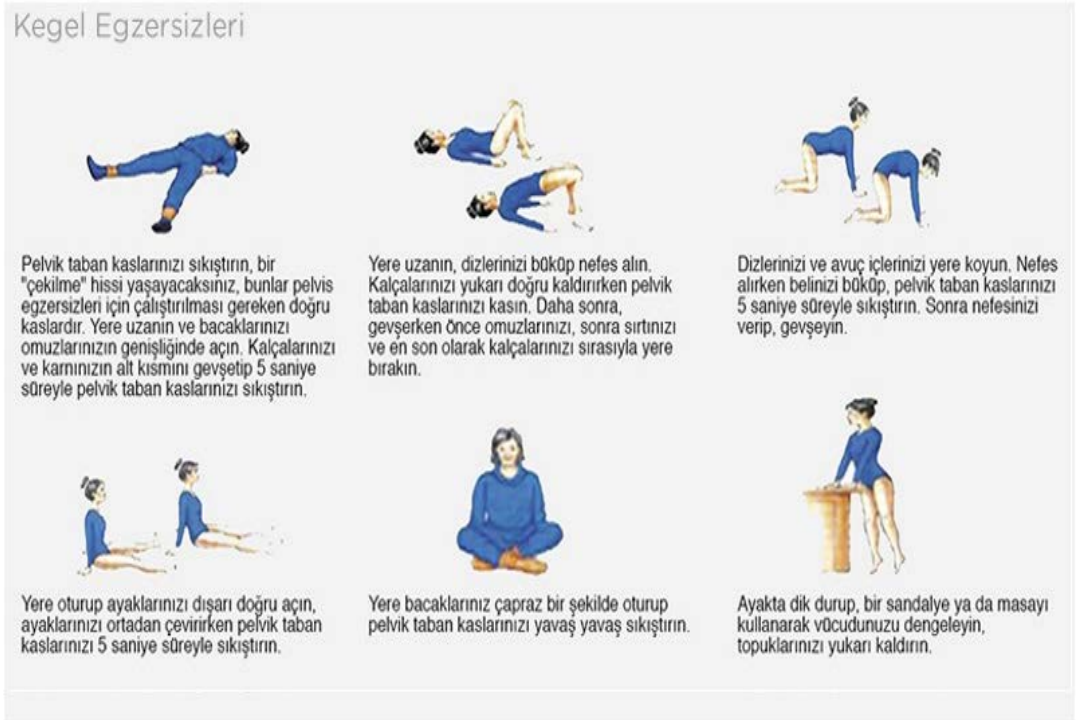 Kegel Egzersizleri
Pelvik taban kaslarınızı sıkıştırın, bir
"çekilme" hissi yaşayacaksınız, bunlar pelvis
egzersizleri için çalıştırılması gereken doğru
kaslardır. Yere uzanin ve bacaklarınızı
omuzlarınızın genişliğinde açın. Kalçalarınızı
ve karnınızın alt kısmını gevşetip 5 saniye
süreyle pelvik taban kaslarınızı sıkıştırın.
Yere uzanın, dizlerinizi büküp nefes alın.
Kalçalarınızı yukarı doğru kaldırırken pelvik
taban kaslarınızı kasın. Daha sonra,
gevşerken önce omuzlarınızı, sonra sırtınızı
ve en son olarak kalçalarınızı sırasıyla yere
bırakın.
Dizlerinizi ve avuç içlerinizi yere koyun. Nefes
alırken belinizi büküp, pelvik taban kaslarınızı
5 saniye süreyle sıkıştırın. Sonra nefesinizi
verip, gevşeyin.
Yere oturup ayaklarınızı dışarı doğru açın,
ayaklarınızı ortadan çevirirken pelvik taban
kaslarınızı 5 saniye süreyle sıkıştırın.
Yere bacaklarınız çapraz bir şekilde oturup
pelvik taban kaslarınızı yavaş yavaş sıkıştırın.
Ayakta dik durup, bir sandalye ya da masayı
kullanarak vücudunuzu dengeleyin,
topuklarınızı yukarı kaldırın.